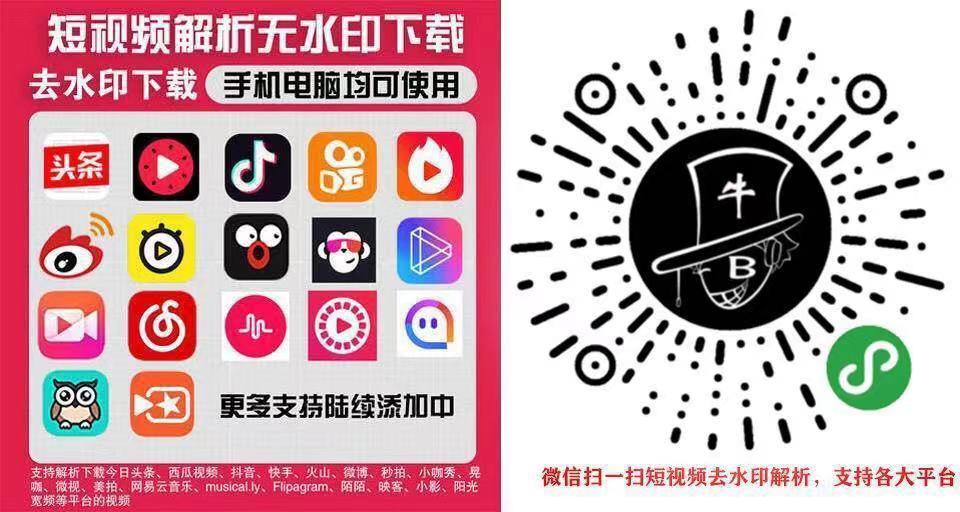 短视频解析无水印下载
去水印下载 手机电脑均可使用
头条
更多支持陆续添加中
支持解析下载今日头条、西瓜视频、抖音、快手、火山、微博、秒拍、小咖秀、晃
咖、微视、美拍、网易云音乐、musical.ly、Flipagram、陌陌、映客、小影、阳光
宽频等平台的视频
牛
B
微信扫一扫短视频去水印解析，支持各大平台